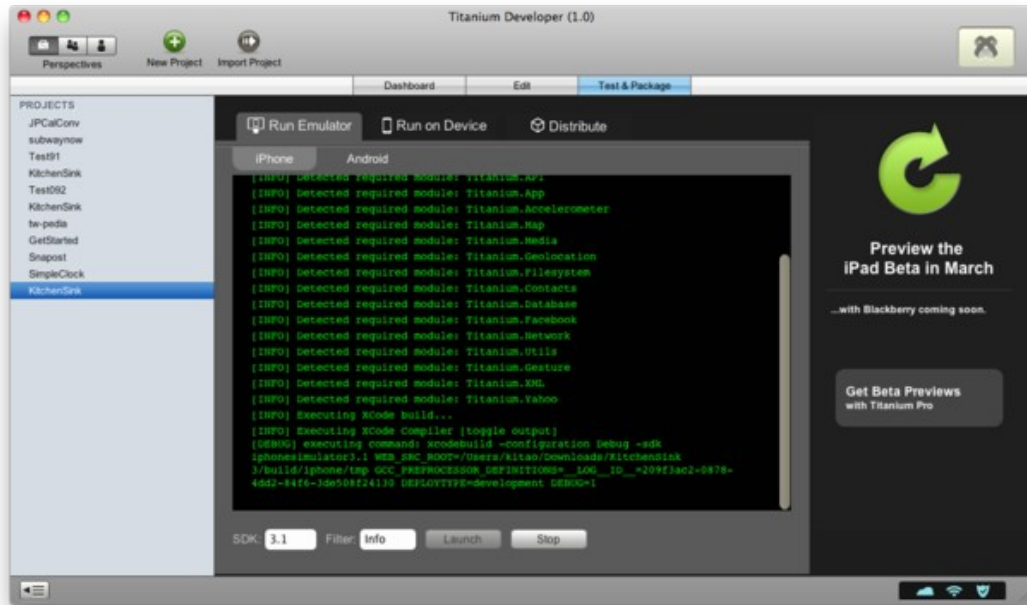 Titanium Developer (1.0)
Perspectives
New Project
Import Project
Dashboard
Edit
Test & Package
PROJECTS
JPCalConv
subwaynow
Test91
KitchenSink
Test092
KitchenSink
tw-pedia
GetStarted
Snapost
SimpleClock
KitchenSink
Run Emulator
Run on Device
Distribute
iPhone
Android
[INFO] Detected required module: Titanium.API
[INFO] Detected required module: Titanium.App
[INFO] Detected required module: Titanium.Accelerometer
[INFO] Detected required module: Titanium.Map
[INFO] Detected required module: Titanium.Media
[INFO] Detected required module: Titanium.Geolocation
[INFO] Detected required module: Titanium.Filesystem
[INFO] Detected required module: Titanium.Contacts
[INFO] Detected required module: Titanium.Database
[INFO] Detected required module: Titanium.Facebook
[INFO] Detected required module: Titanium.Network
[INFO] Detected required module: Titanium.Utils
[INFO] Detected required module: Titanium.Gesture
[INFO] Detected required module: Titanium.XML
[INFO] Detected required module: Titanium.Yahoo
[INFO] Executing XCode build...
[INFO] Executing XCode Compiler [toggle output]
[DEBUG] executing command: xcodebuild -configuration Debug -sdk
iphonesimulator3.1 WEB_SRC_ROOT=/Users/kitao/Downloads/KitchenSink
3/build/iphone/tmp GCC_PREPROCESSOR_DEFINITIONS=__LOG__ID__=209f3ac2-0878-
4dd2-84f6-3de508f24130 DEPLOYTYPE=development DEBUG=1
SDK: 3.1
Filter: Info
Launch
Stop
Preview the
iPad Beta in March
...with Blackberry coming soon.
Get Beta Previews
with Titanium Pro